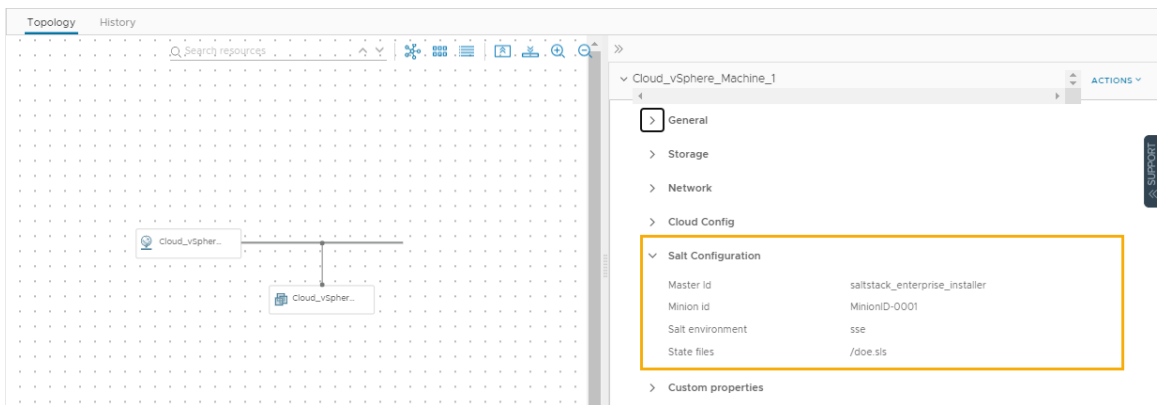 Topology History
Search resources
Cloud_vSphere_Machine_1 ACTIONS
General
Storage
Network
Cloud Config
Cloud_vSpher...
Cloud_vSpher...
Salt Configuration
Master Id saltstack_enterprise_installer
Minion id MinionID-0001
Salt environment sse
State files /doe.sls
Custom properties
SUPPORT